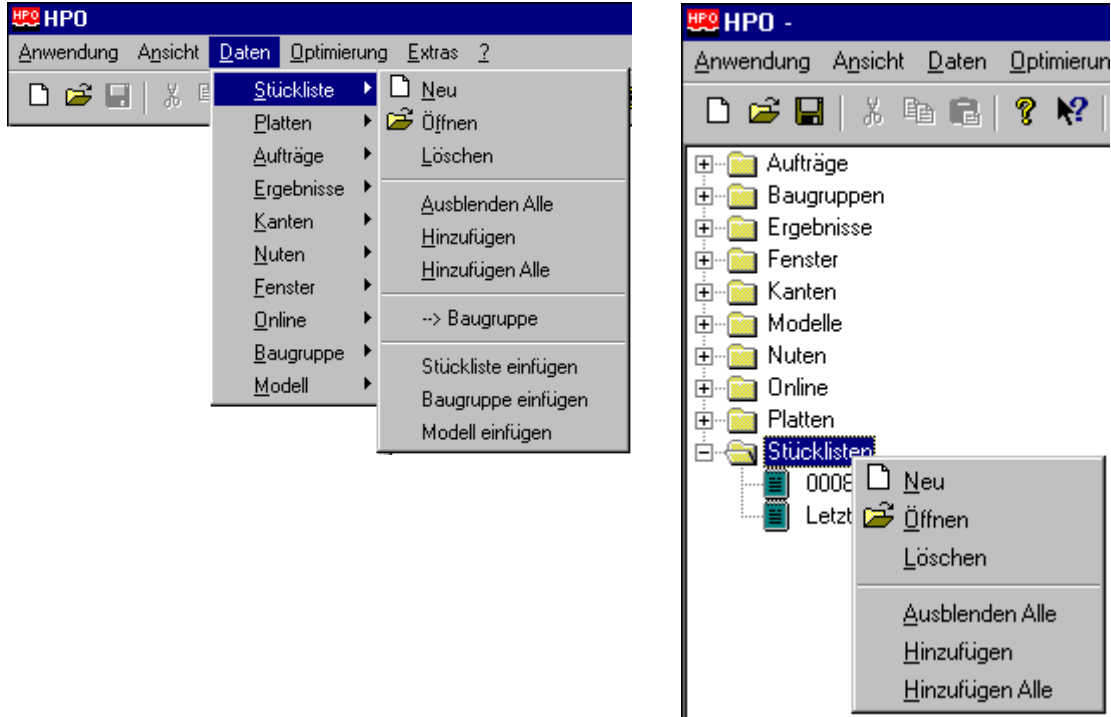 HPO
Anwendung Ansicht Daten Optimierung Extras ?
Stückliste
Platten
Aufträge
Ergebnisse
Kanten
Nuten
Fenster
Online
Baugruppe
Modell
Neu
Öffnen
Löschen
Ausblenden Alle
Hinzufügen
Hinzufügen Alle
--> Baugruppe
Stückliste einfügen
Baugruppe einfügen
Modell einfügen
HPO -
Anwendung Ansicht Daten Optimierun
Aufträge
Baugruppen
Ergebnisse
Fenster
Kanten
Modelle
Nuten
Online
Platten
Stücklisten
0008
Letzt
Neu
Öffnen
Löschen
Ausblenden Alle
Hinzufügen
Hinzufügen Alle